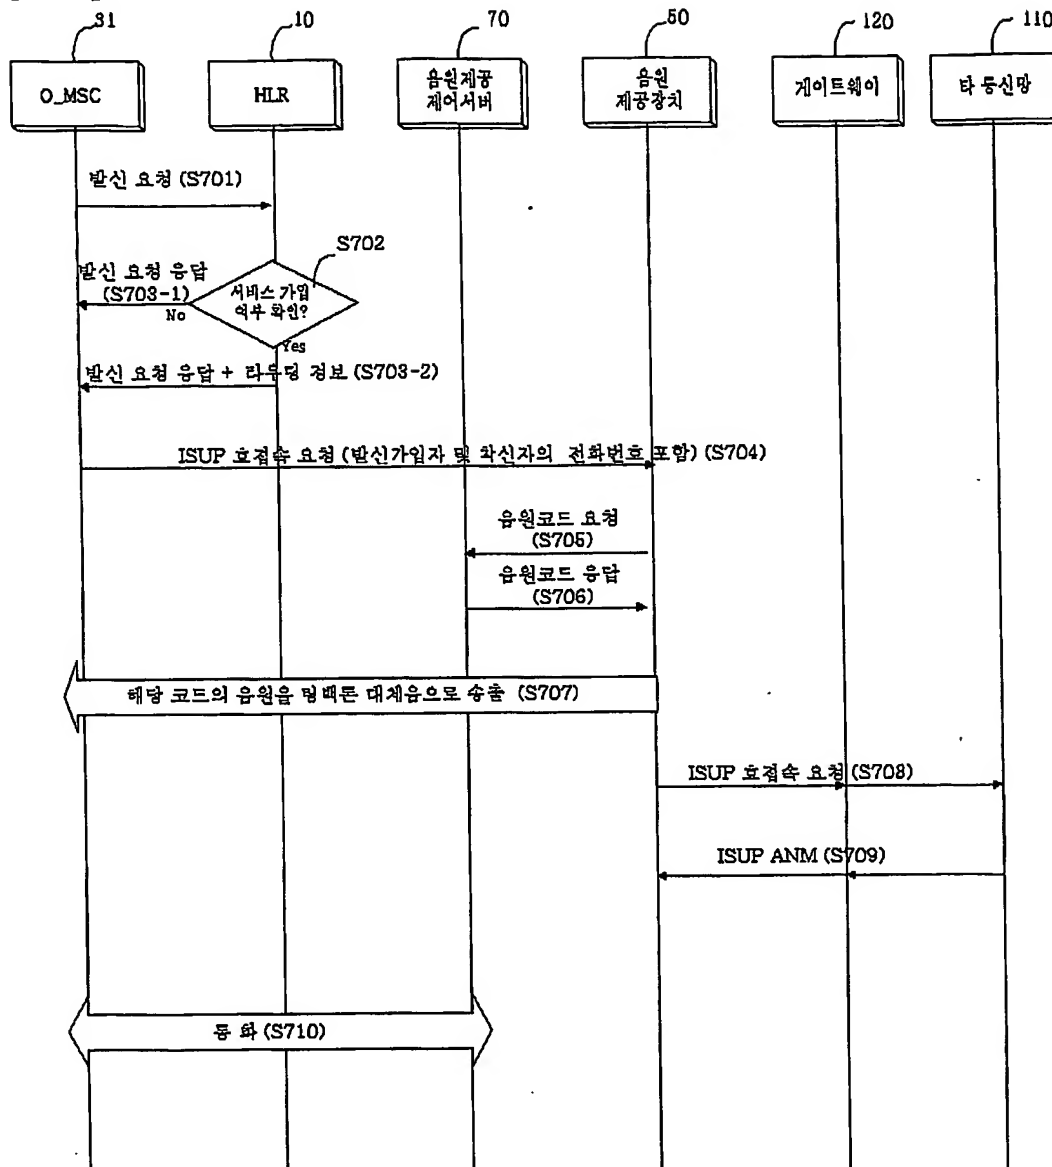 31
10
70
50
120
110
O_MSC
HLR
음원제공
제어서버
음원
제공장치
게이트웨이
타 통신망
발신 요청 (S701)
S702
발신 요청 응답
(S703-1)
No
서비스 가입
여부 확인?
Yes
발신 요청 응답 + 라우팅 정보 (S703-2)
ISUP 호접속 요청 (발신가입자 및 착신자의 전화번호 포함) (S704)
음원코드 요청
(S705)
음원코드 응답
(S706)
해당 코드의 음원을 링백톤 대체음으로 송출 (S707)
ISUP 호접속 요청 (S708)
ISUP ANM (S709)
통 화 (S710)